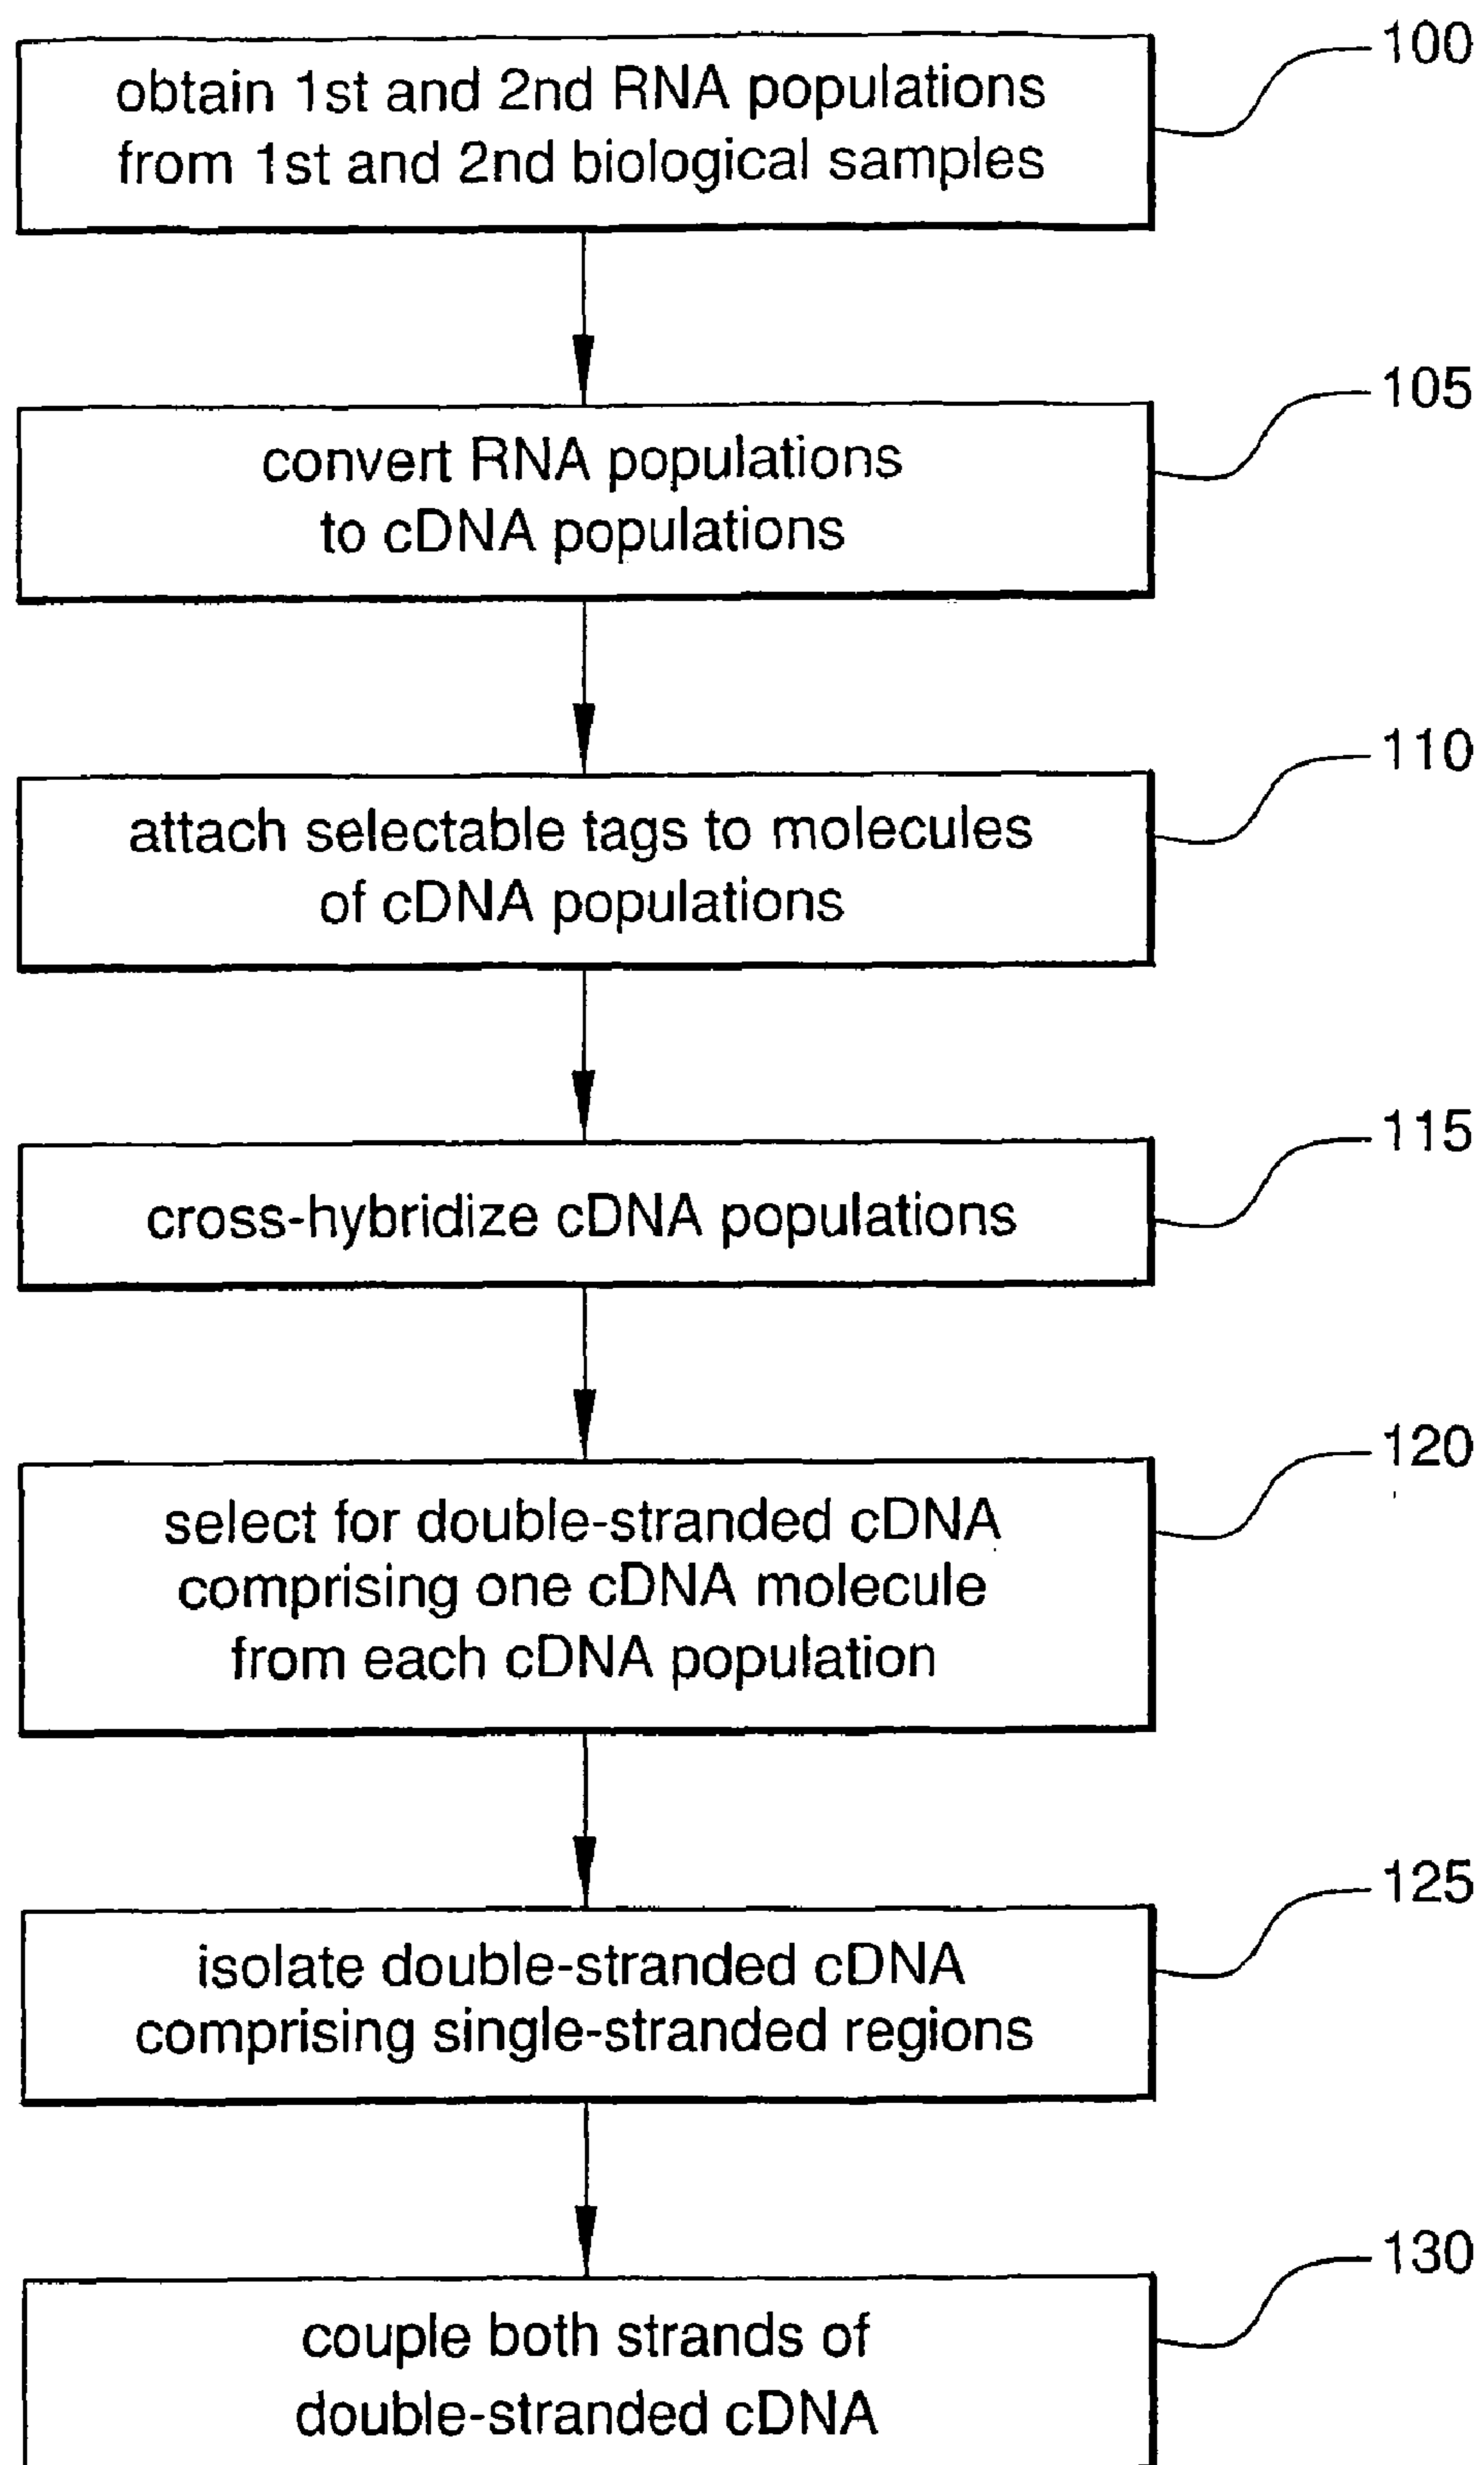 100
obtain 1st and 2nd RNA populations
from 1st and 2nd biological samples
105
convert RNA populations
to cDNA populations
110
attach selectable tags to molecules
of cDNA populations
115
cross-hybridize cDNA populations
120
select for double-stranded cDNA
comprising one cDNA molecule
from each cDNA population
125
isolate double-stranded cDNA
comprising single-stranded regions
130
couple both strands of
double-stranded cDNA